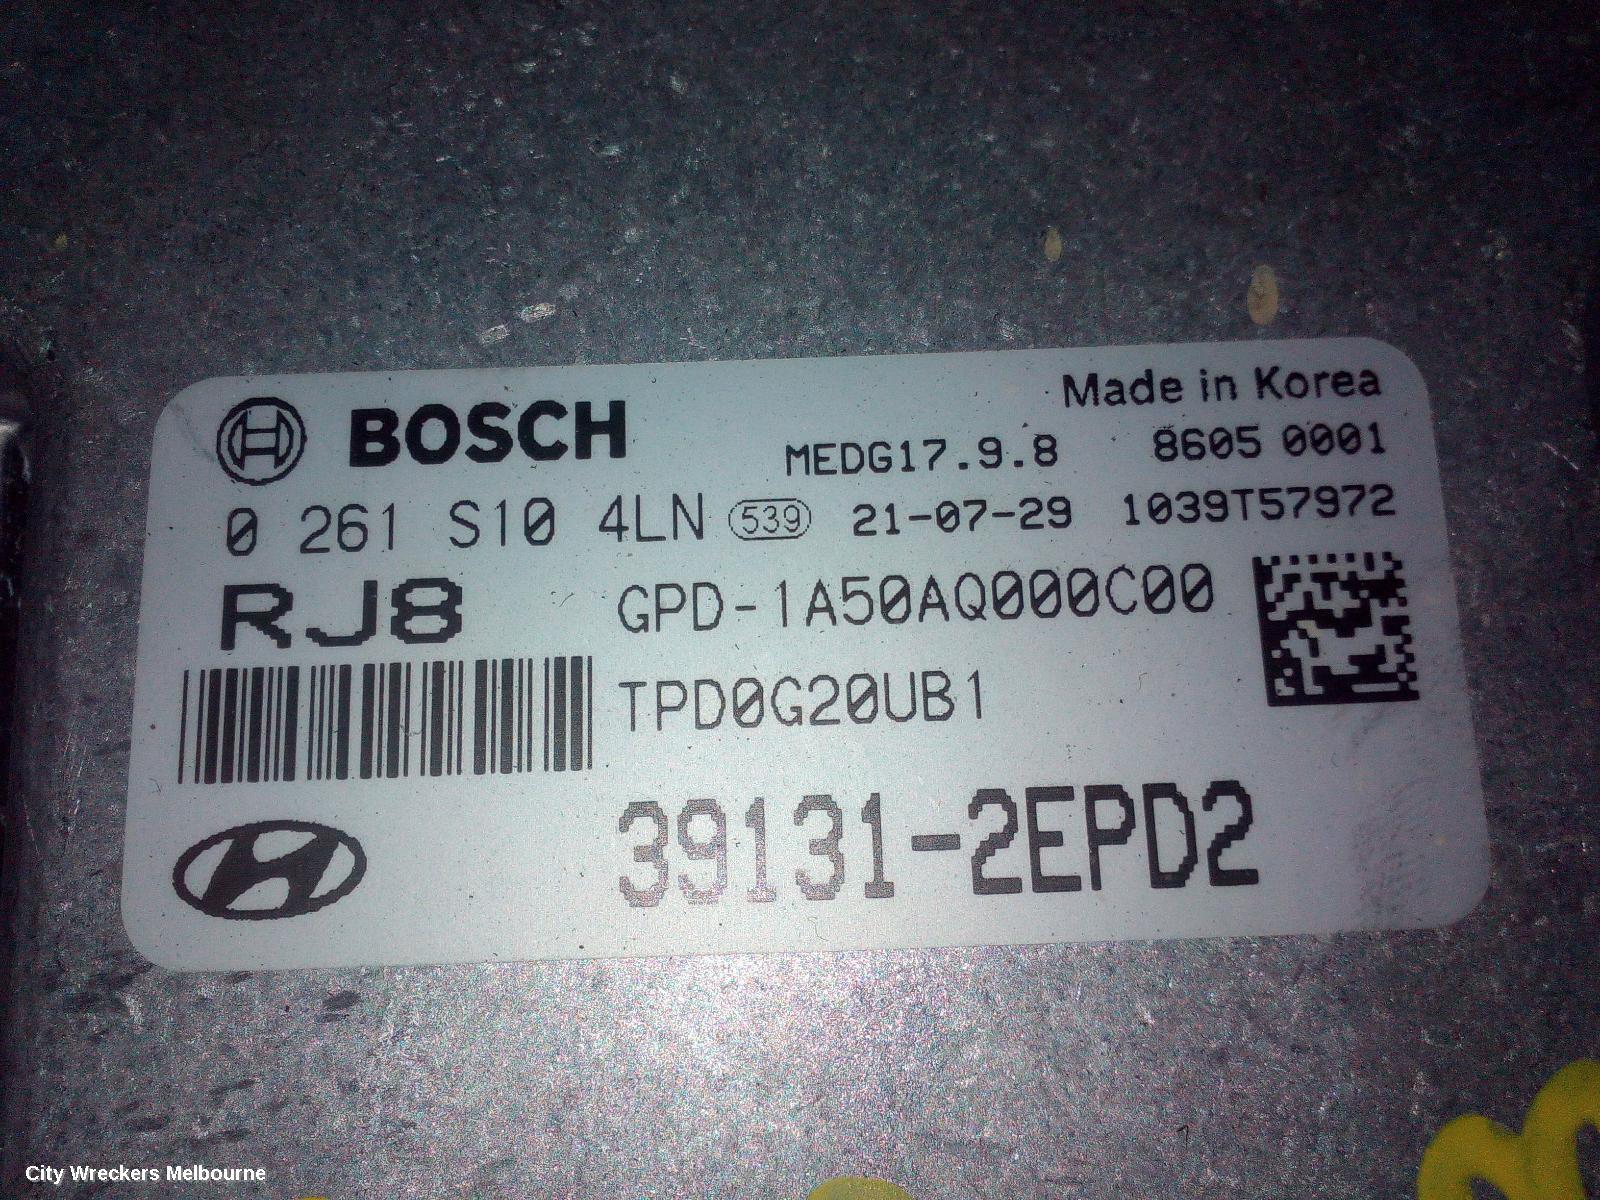 Made in Korea
BOSCH
MEDG17.9.8 8605 0001
0 261 S10 4LN 539 21-07-29 1039T57972
RJ8 GPD-1A50AQ000C00
TPD0G20UB1
39131-2EPD2
City Wreckers Melbourne